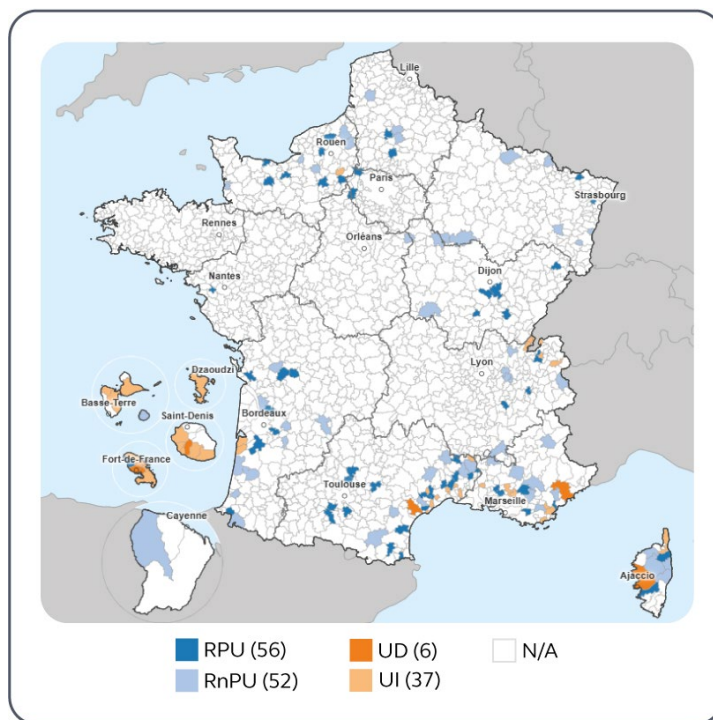 Lille
Rouen
Paris
Strasbourg
Rennes
Orléans
Nantes
Dijon
Lyon
Dzaoudzi
Basse-Terre
Saint-Denis
Bordeaux
Fort-de-France
Toulouse
Marseille
Cayenne
Ajaccio
RPU (56) UD (6) N/A
RnPU (52) UI (37)